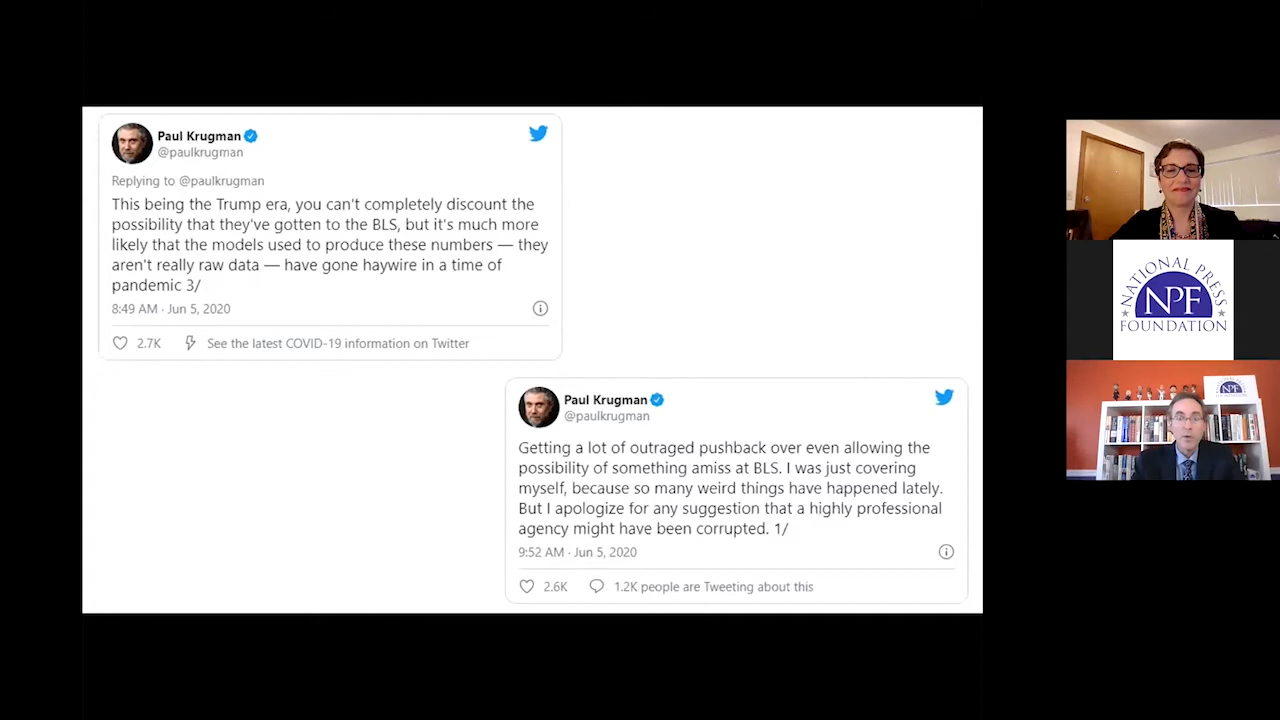 Paul Krugman
@paulkrugman
Replying to @paulkrugman
This being the Trump era, you can't completely discount the
possibility that they've gotten to the BLS, but it's much more
likely that the models used to produce these numbers — they
aren't really raw data — have gone haywire in a time of
pandemic 3/
8:49 AM · Jun 5, 2020
2.7K See the latest COVID-19 information on Twitter
Paul Krugman
@paulkrugman
Getting a lot of outraged pushback over even allowing the
possibility of something amiss at BLS. I was just covering
myself, because so many weird things have happened lately.
But I apologize for any suggestion that a highly professional
agency might have been corrupted. 1/
9:52 AM · Jun 5, 2020
2.6K 1.2K people are Tweeting about this
NATIONAL PRESS
NPF
FOUNDATION
NPF